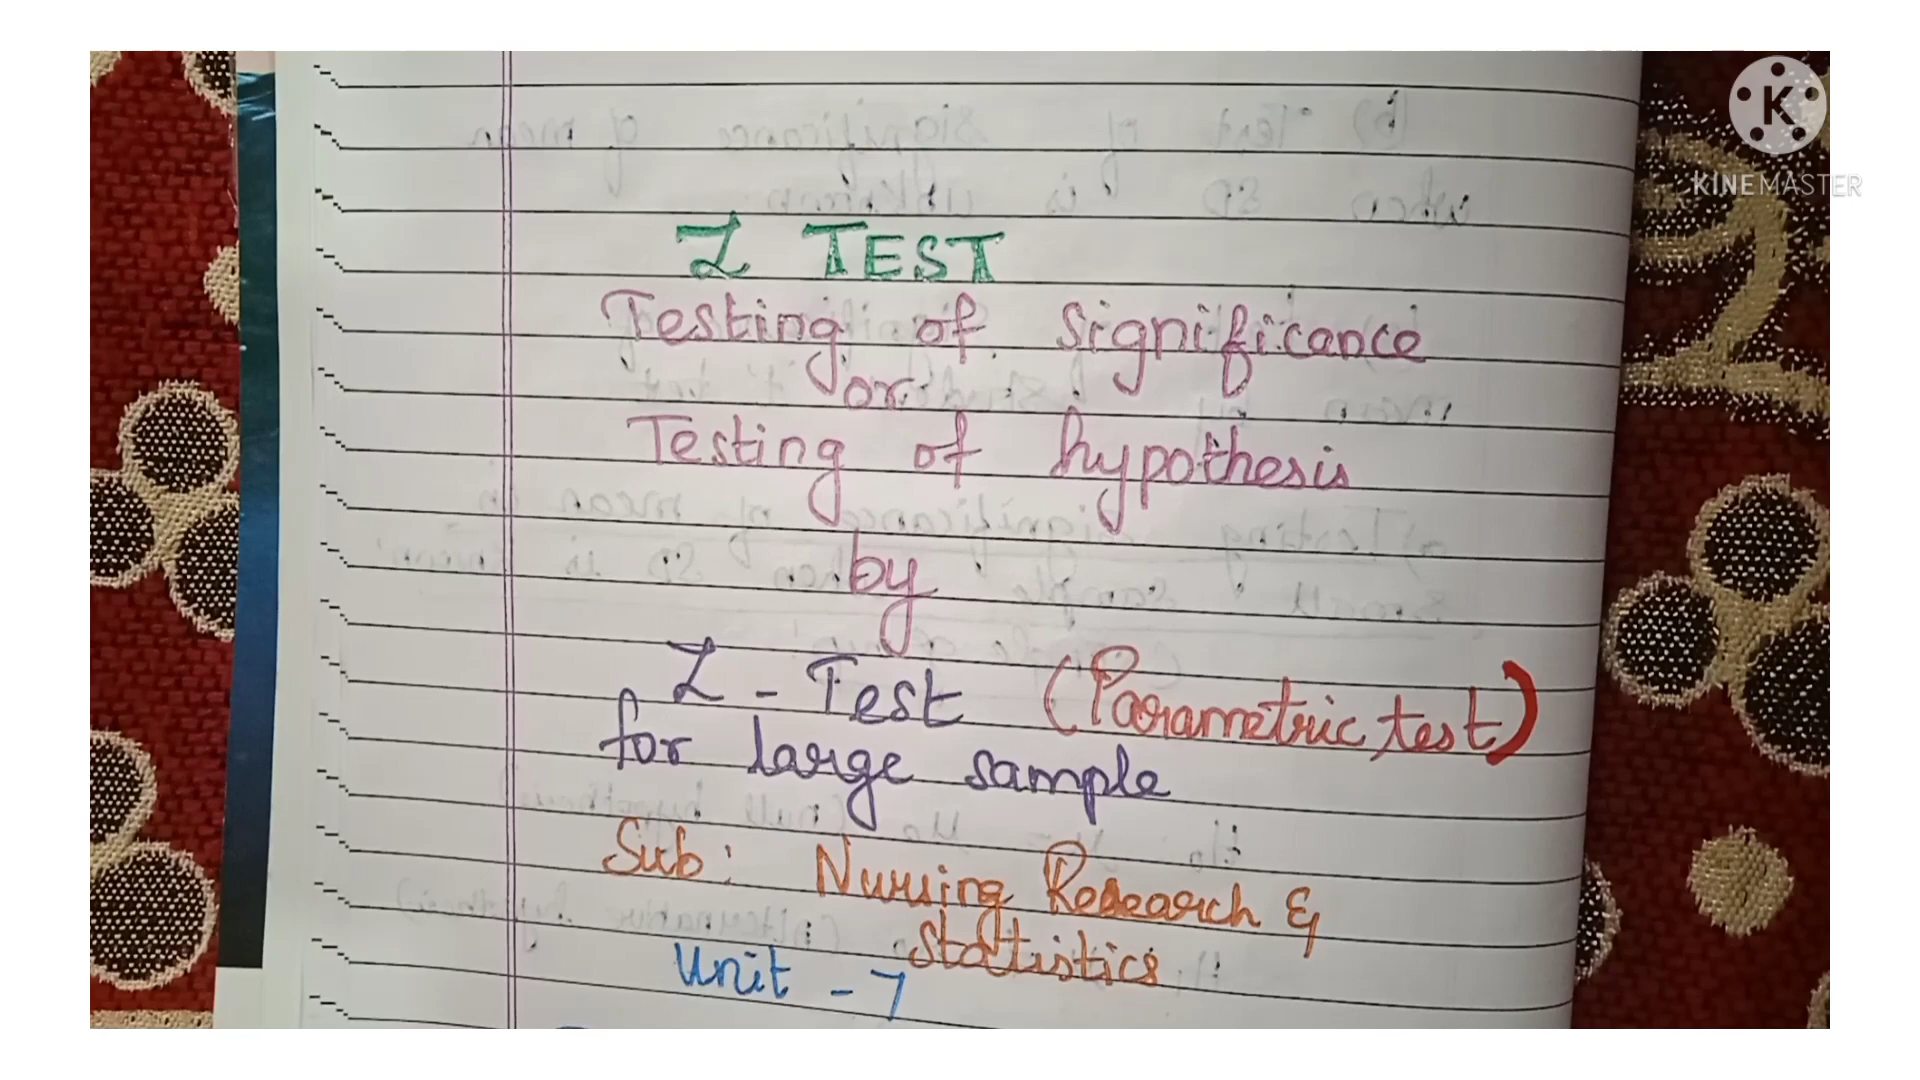 K
KINEMASTER
Z TEST
Testing of significance
or
Testing of hypothesis
by
Z - Test (Parametric test)
for large sample
Sub: Nursing Research &
Statistics
Unit - 7